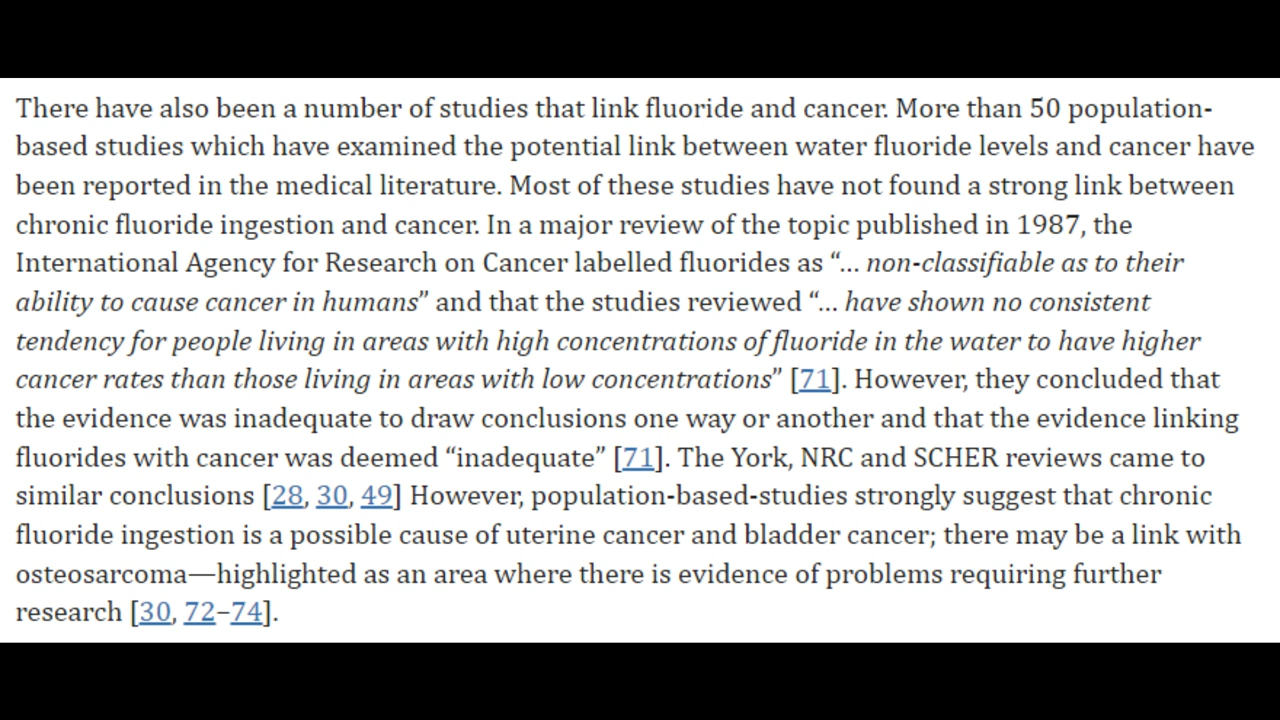 There have also been a number of studies that link fluoride and cancer. More than 50 population-
based studies which have examined the potential link between water fluoride levels and cancer have
been reported in the medical literature. Most of these studies have not found a strong link between
chronic fluoride ingestion and cancer. In a major review of the topic published in 1987, the
International Agency for Research on Cancer labelled fluorides as “… non-classifiable as to their
ability to cause cancer in humans” and that the studies reviewed “… have shown no consistent
tendency for people living in areas with high concentrations of fluoride in the water to have higher
cancer rates than those living in areas with low concentrations” [71]. However, they concluded that
the evidence was inadequate to draw conclusions one way or another and that the evidence linking
fluorides with cancer was deemed “inadequate” [71]. The York, NRC and SCHER reviews came to
similar conclusions [28, 30, 49] However, population-based-studies strongly suggest that chronic
fluoride ingestion is a possible cause of uterine cancer and bladder cancer; there may be a link with
osteosarcoma—highlighted as an area where there is evidence of problems requiring further
research [30, 72–74].